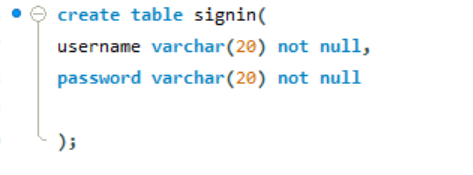 create table signin(
username varchar(20) not null,
password varchar(20) not null
);